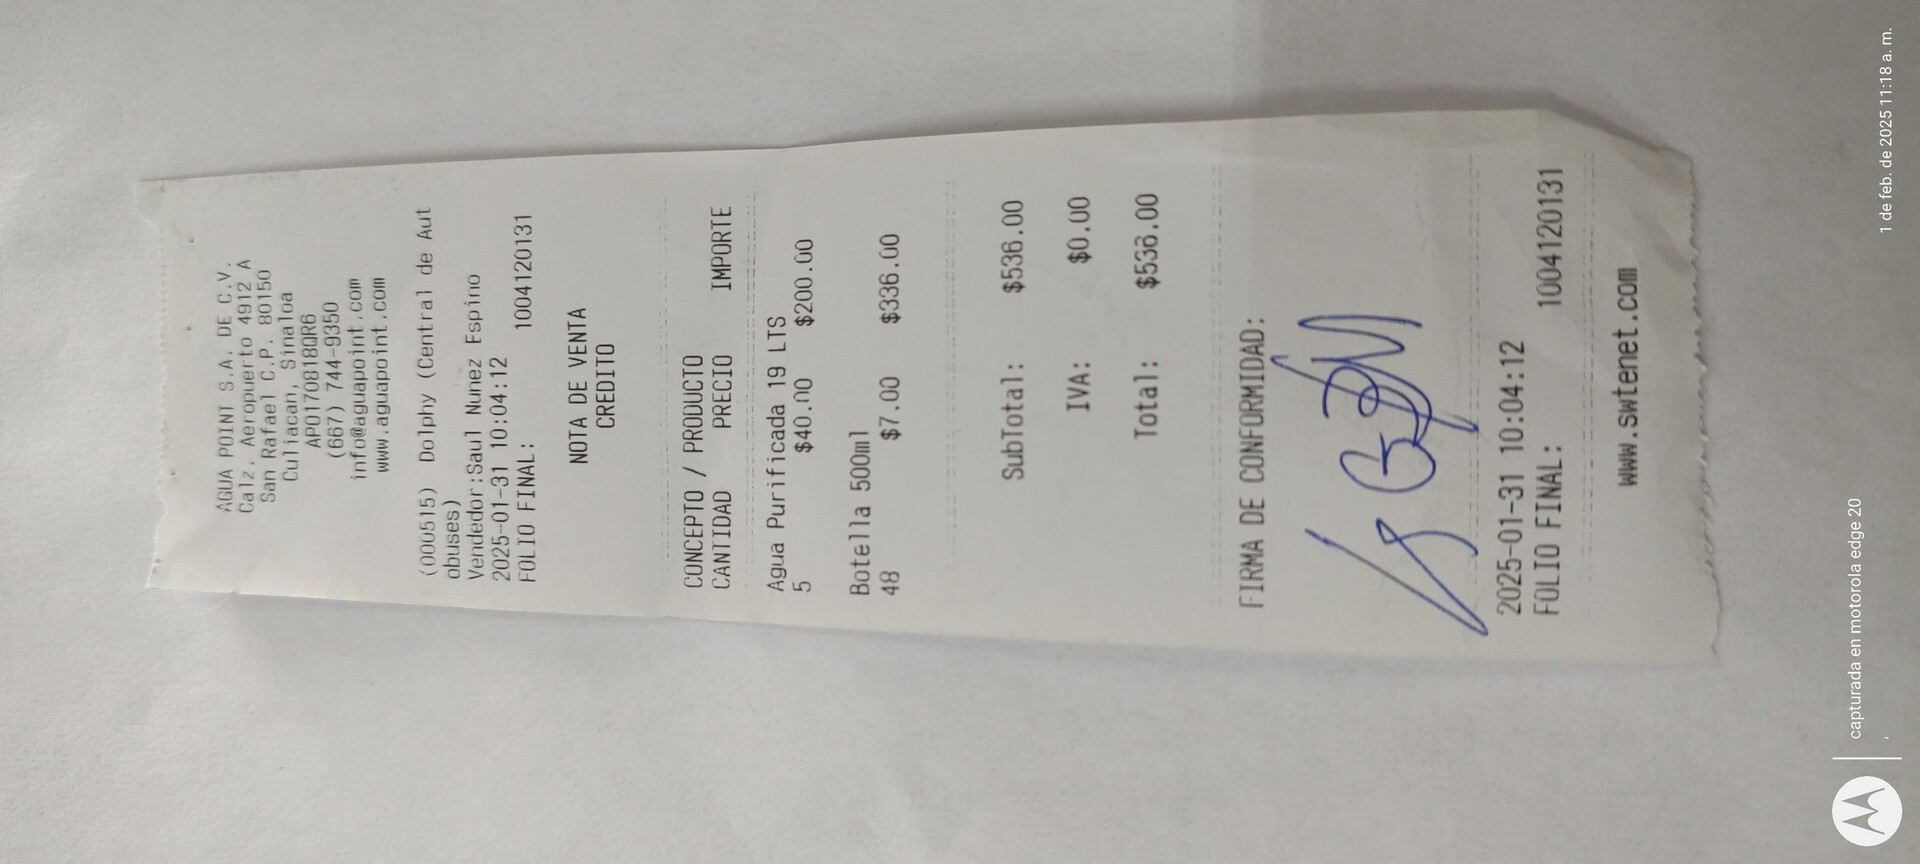 AGUA POINT S.A. DE C.V.
Calz. Aeropuerto 4912 A
San Rafael C.P. 80150
Culiacan, Sinaloa
APO170818QR6
(667) 744-9350
info@aguapoint.com
www.aguapoint.com
(000515) Dolphy (Central de Aut
obuses)
Vendedor:Saul Nunez Espino
2025-01-31 10:04:12
FOLIO FINAL: 1004120131
NOTA DE VENTA
CREDITO
CONCEPTO / PRODUCTO
CANTIDAD PRECIO IMPORTE
Agua Purificada 19 LTS
5 $40.00 $200.00
Botella 500ml
48 $7.00 $336.00
SubTotal: $536.00
IVA: $0.00
Total: $536.00
FIRMA DE CONFORMIDAD:
2025-01-31 10:04:12
FOLIO FINAL: 1004120131
www.swtenet.com
capturada en motorola edge 20
1 de feb. de 2025 11:18 a. m.